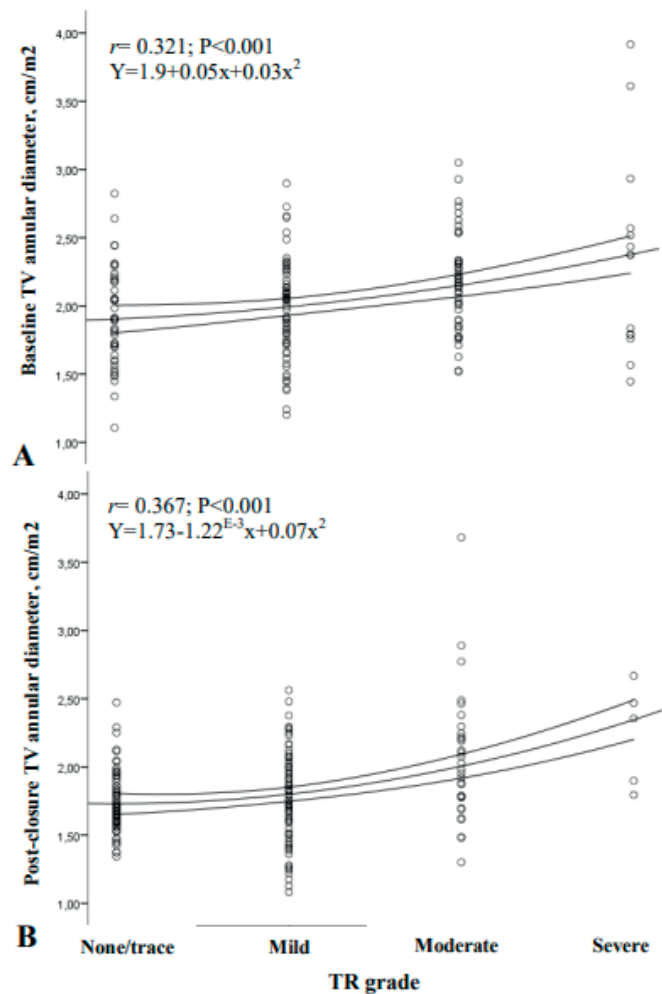 r= 0.321; P<0.001
Y=1.9+0.05x+0.03x²
Baseline TV annular diameter, cm/m2
4,00
3,50
3,00
2,50
2,00
1,50
1,00
A
r= 0.367; P<0.001
Y=1.73-1.22ᴱ⁻³x+0.07x²
Post-closure TV annular diameter, cm/m2
4,00
3,50
3,00
2,50
2,00
1,50
1,00
B
None/trace Mild Moderate Severe
TR grade